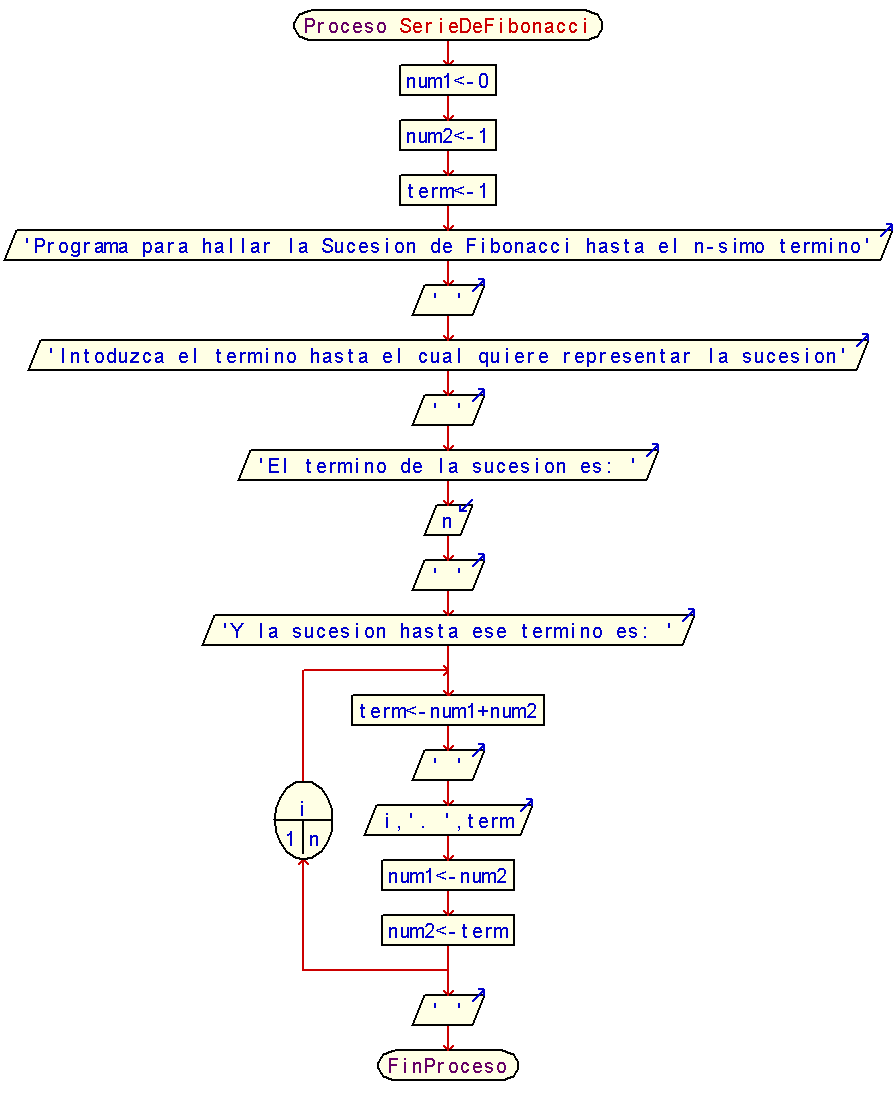 Proceso SerieDeFibonacci
num1<-0
num2<-1
term<-1
'Programa para hallar la Sucesion de Fibonacci hasta el n-simo termino'
' '
'Intoduzca el termino hasta el cual quiere representar la sucesion'
' '
'El termino de la sucesion es: '
n
' '
'Y la sucesion hasta ese termino es: '
term<-num1+num2
' '
i
1 n
i,'. ',term
num1<-num2
num2<-term
' '
FinProceso